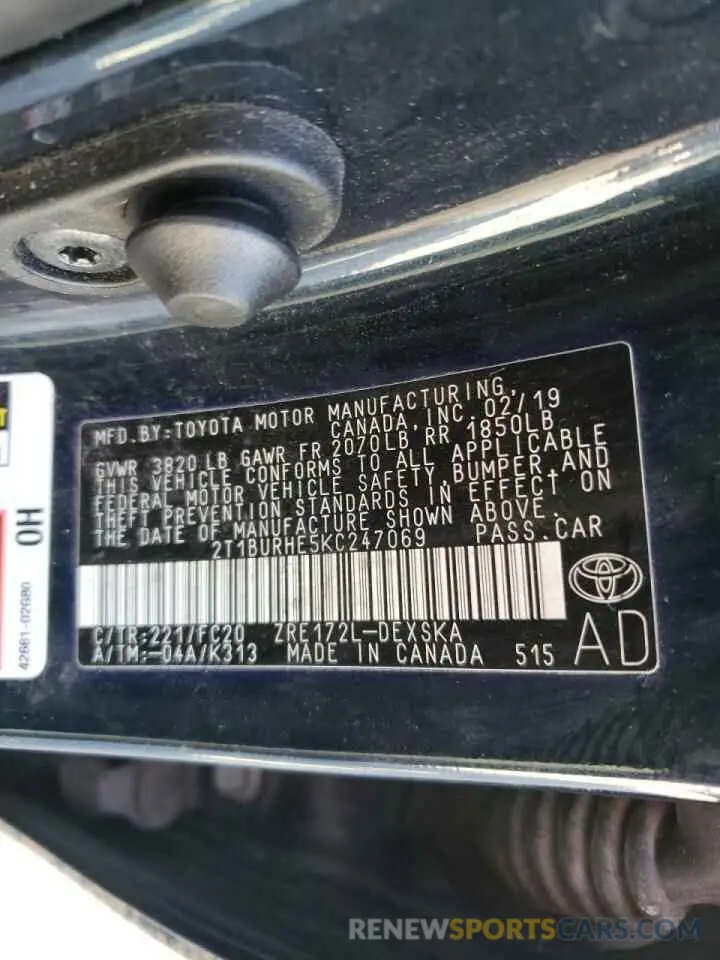 MFD.BY:TOYOTA MOTOR MANUFACTURING,
CANADA,INC. 02/19
GVWR 3820 LB GAWR FR 2070LB RR 1850LB
THIS VEHICLE CONFORMS TO ALL APPLICABLE
FEDERAL MOTOR VEHICLE SAFETY,BUMPER,AND
THEFT PREVENTION STANDARDS IN EFFECT ON
THE DATE OF MANUFACTURE SHOWN ABOVE.
2T1BURHE5KC247069 PASS.CAR
C/TR:221/FC20 ZRE172L-DEXSKA
A/TM:-04A/K313 MADE IN CANADA 515
AD
OH
42661-02G80
RENEWSPORTSCARS.COM